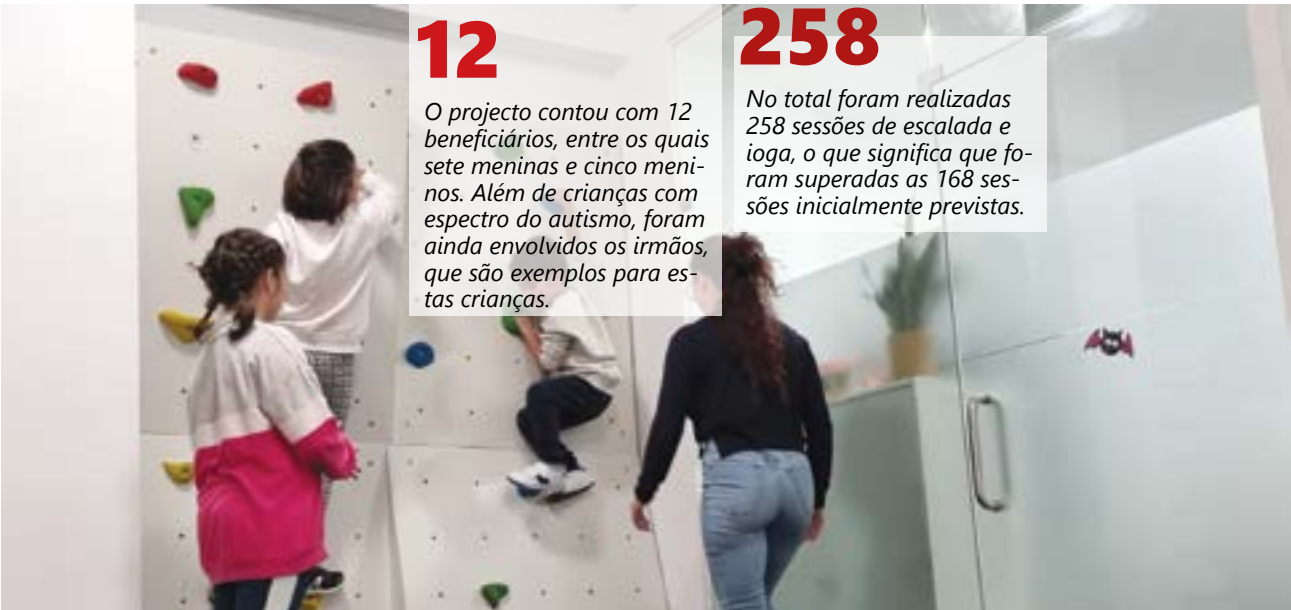 12
O projecto contou com 12
beneficiários, entre os quais
sete meninas e cinco meni-
nos. Além de crianças com
espectro do autismo, foram
ainda envolvidos os irmãos,
que são exemplos para es-
tas crianças.
258
No total foram realizadas
258 sessões de escalada e
ioga, o que significa que fo-
ram superadas as 168 ses-
sões inicialmente previstas.